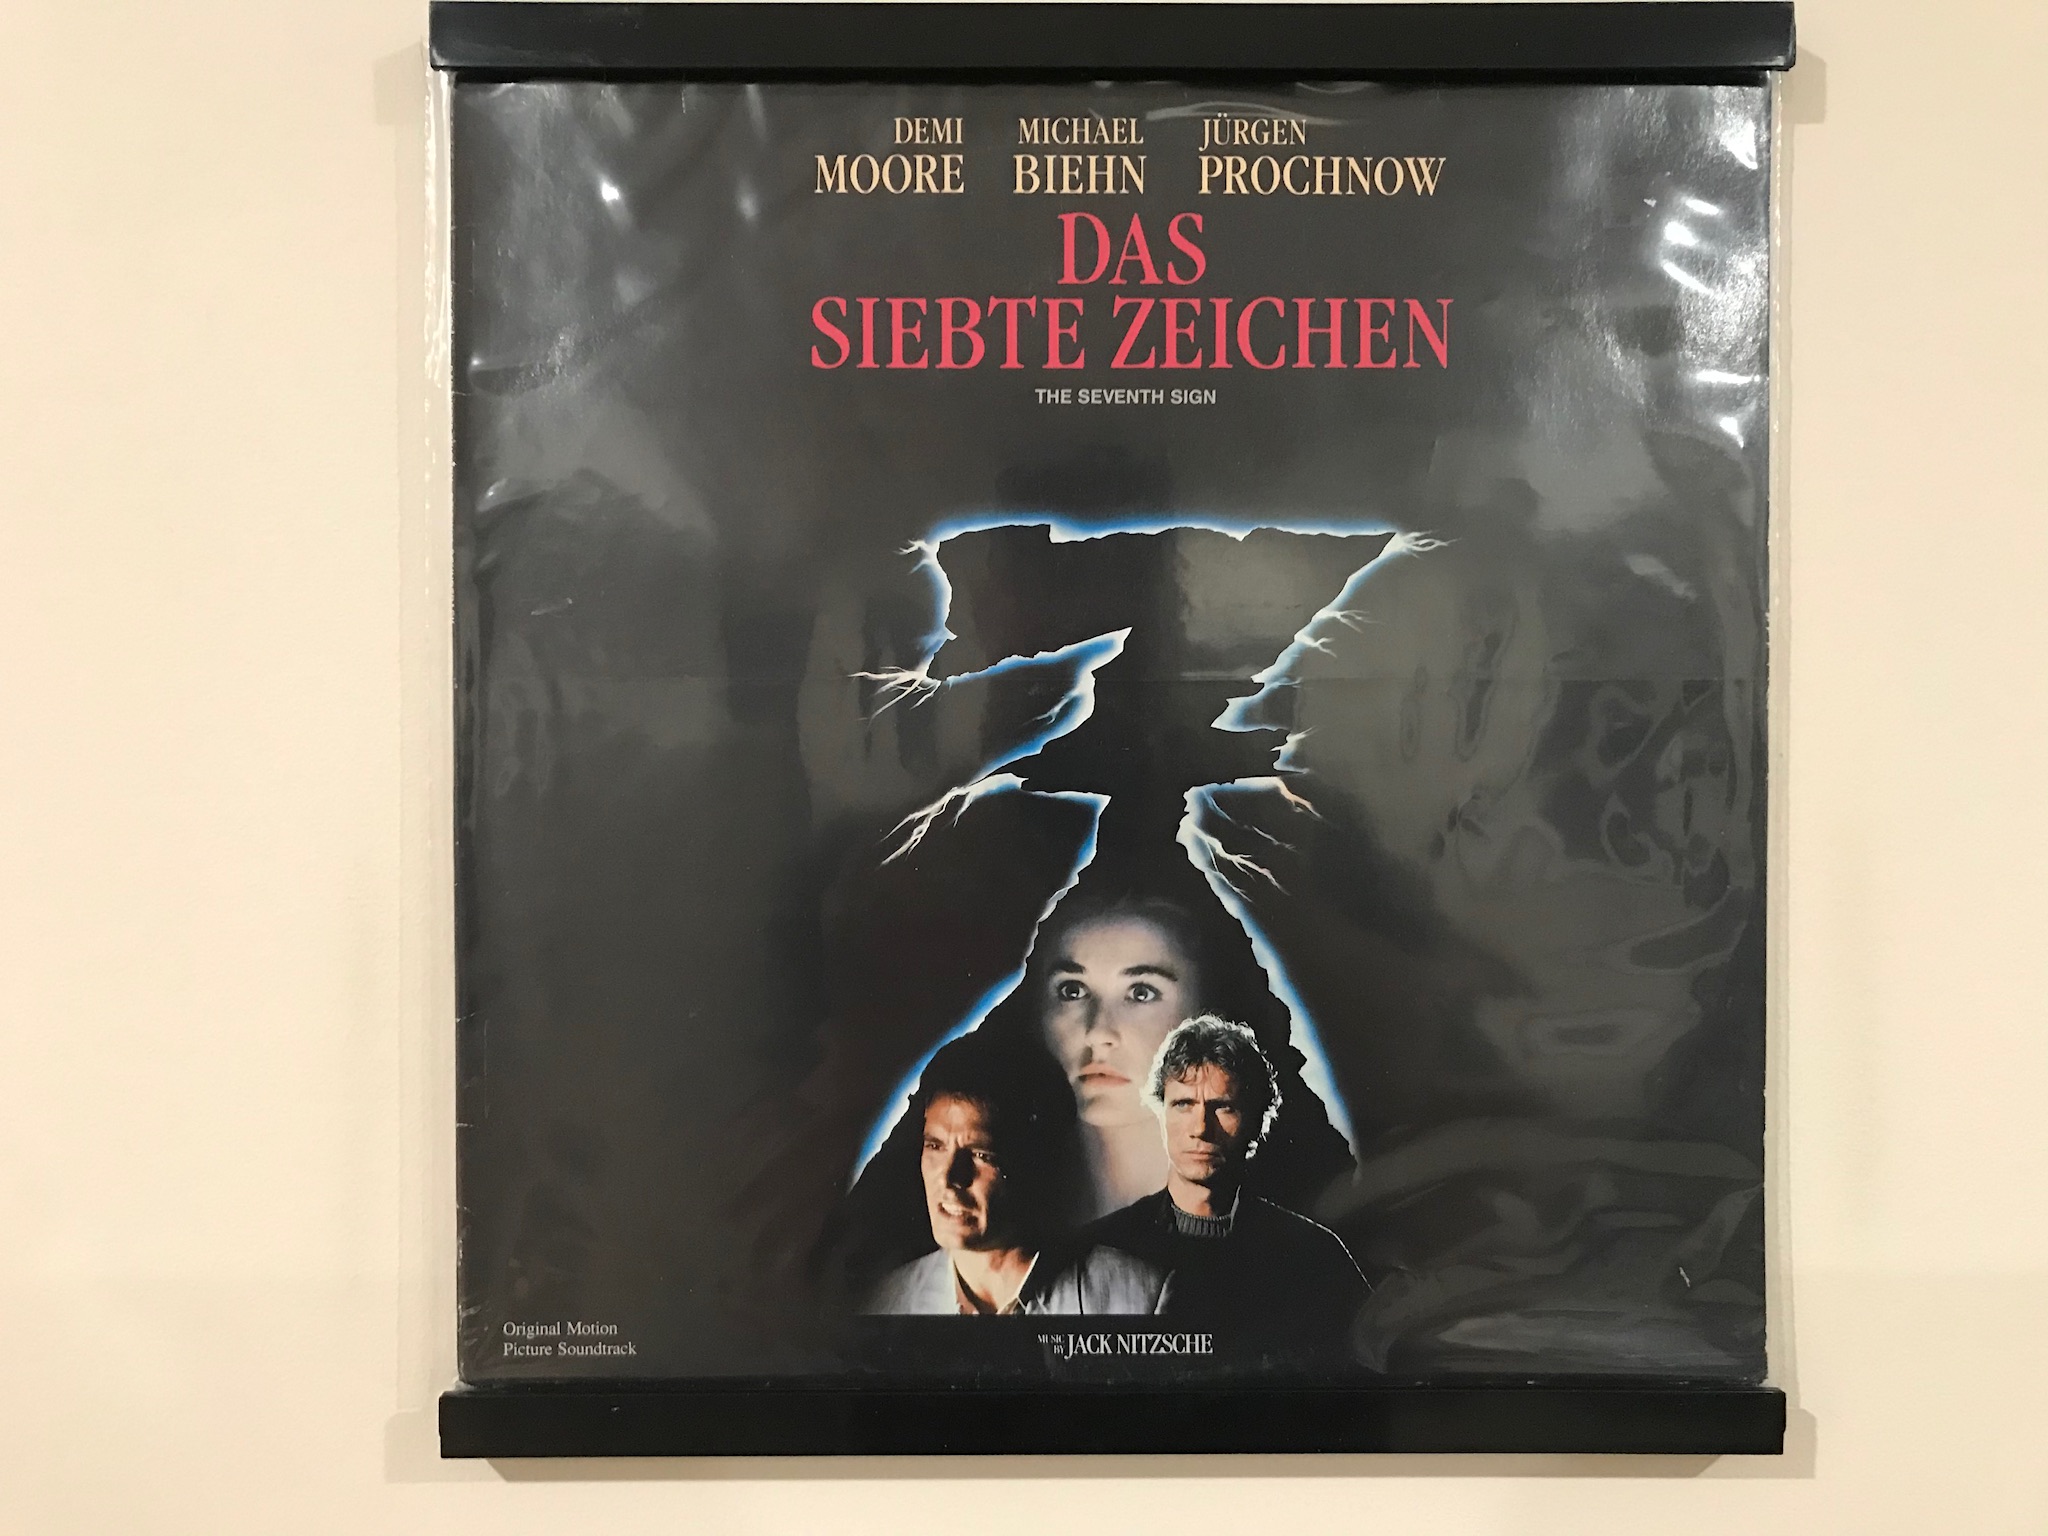 DEMI MICHAEL JÜRGEN
MOORE BIEHN PROCHNOW
DAS
SIEBTE ZEICHEN
THE SEVENTH SIGN
Original Motion
Picture Soundtrack
MUSIC BY JACK NITZSCHE